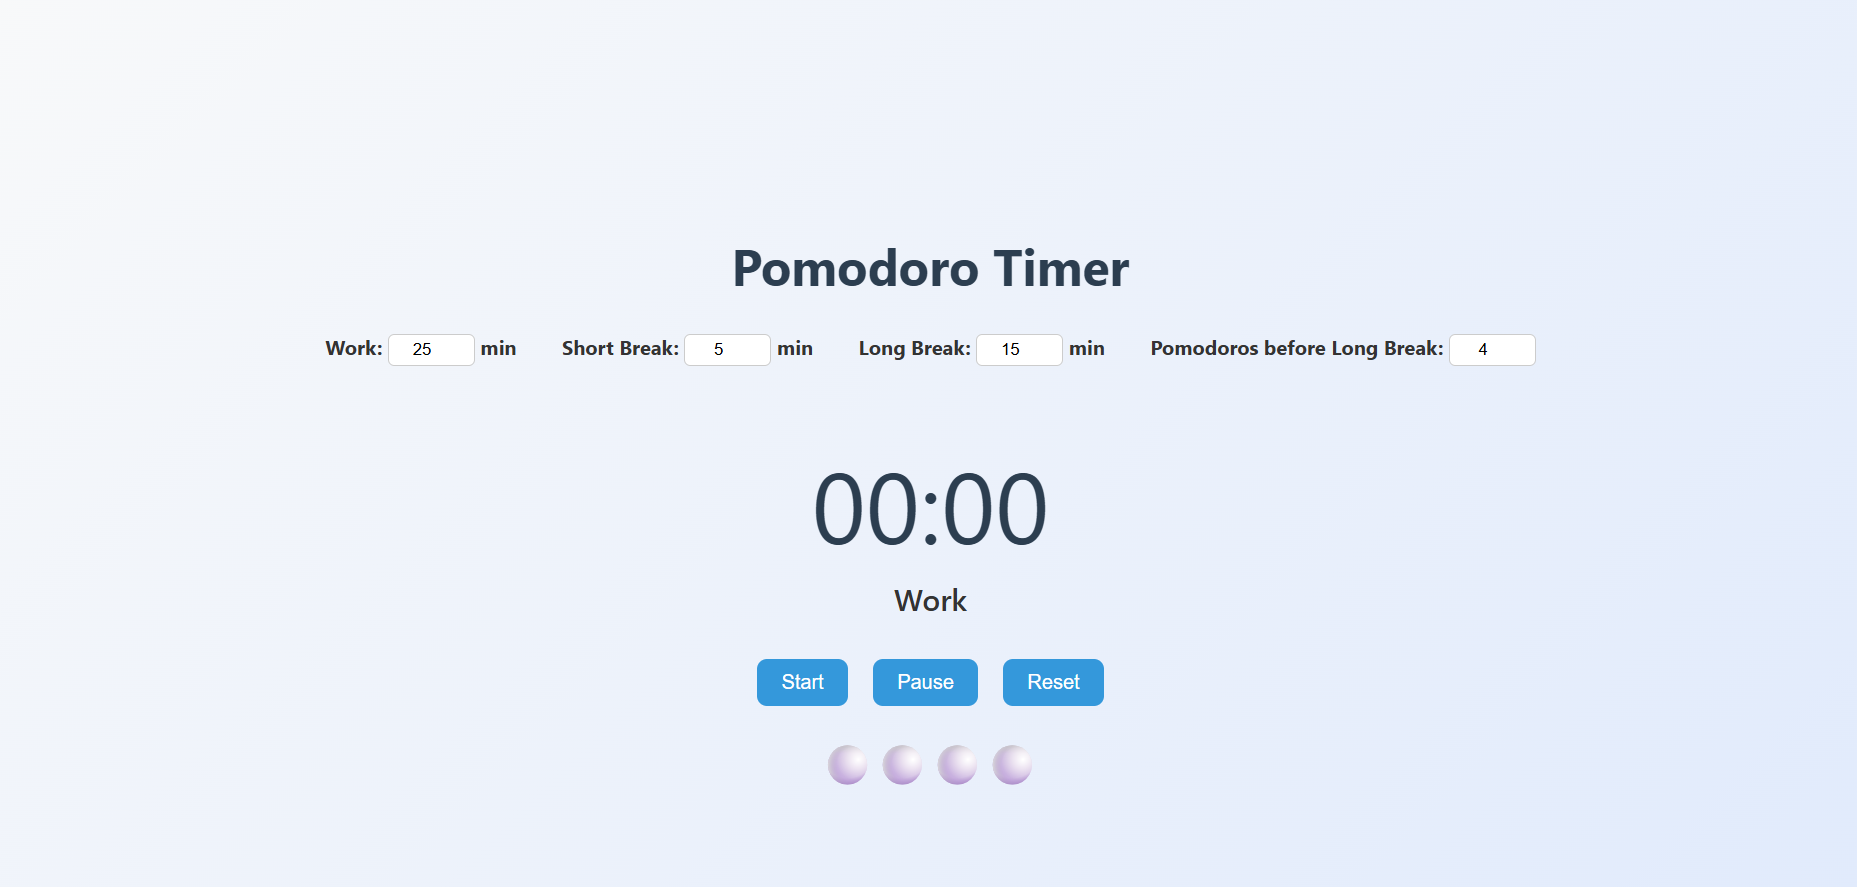 Pomodoro Timer
Work: 25 min Short Break: 5 min Long Break: 15 min Pomodoros before Long Break: 4
00:00
Work
Start Pause Reset